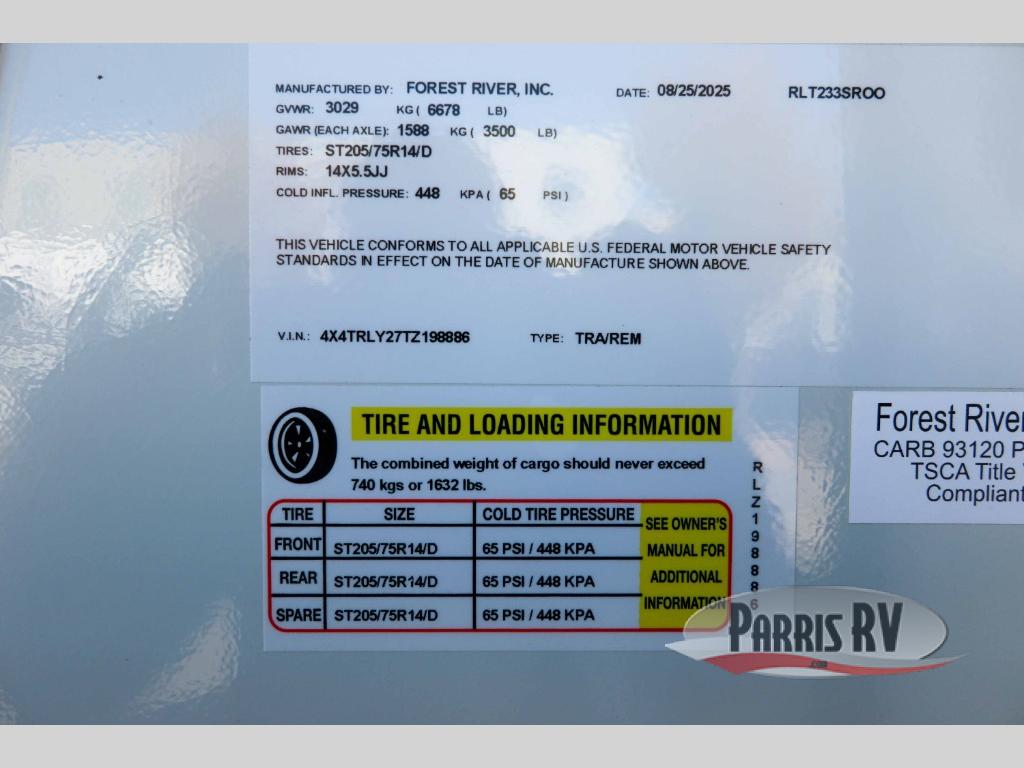 MANUFACTURED BY: FOREST RIVER, INC. DATE: 08/25/2025 RLT233SROO
GVWR: 3029 KG ( 6678 LB)
GAWR (EACH AXLE): 1588 KG ( 3500 LB)
TIRES: ST205/75R14/D
RIMS: 14X5.5JJ
COLD INFL. PRESSURE: 448 KPA ( 65 PSI )
THIS VEHICLE CONFORMS TO ALL APPLICABLE U.S. FEDERAL MOTOR VEHICLE SAFETY
STANDARDS IN EFFECT ON THE DATE OF MANUFACTURE SHOWN ABOVE.
V.I.N.: 4X4TRLY27TZ198886 TYPE: TRA/REM
TIRE AND LOADING INFORMATION
The combined weight of cargo should never exceed
740 kgs or 1632 lbs.
TIRE SIZE COLD TIRE PRESSURE
FRONT ST205/75R14/D 65 PSI / 448 KPA
REAR ST205/75R14/D 65 PSI / 448 KPA
SPARE ST205/75R14/D 65 PSI / 448 KPA
SEE OWNER'S
MANUAL FOR
ADDITIONAL
INFORMATION
RLZ198886
Forest River
CARB 93120 P
TSCA Title
Compliant
PARRIS RV
.com